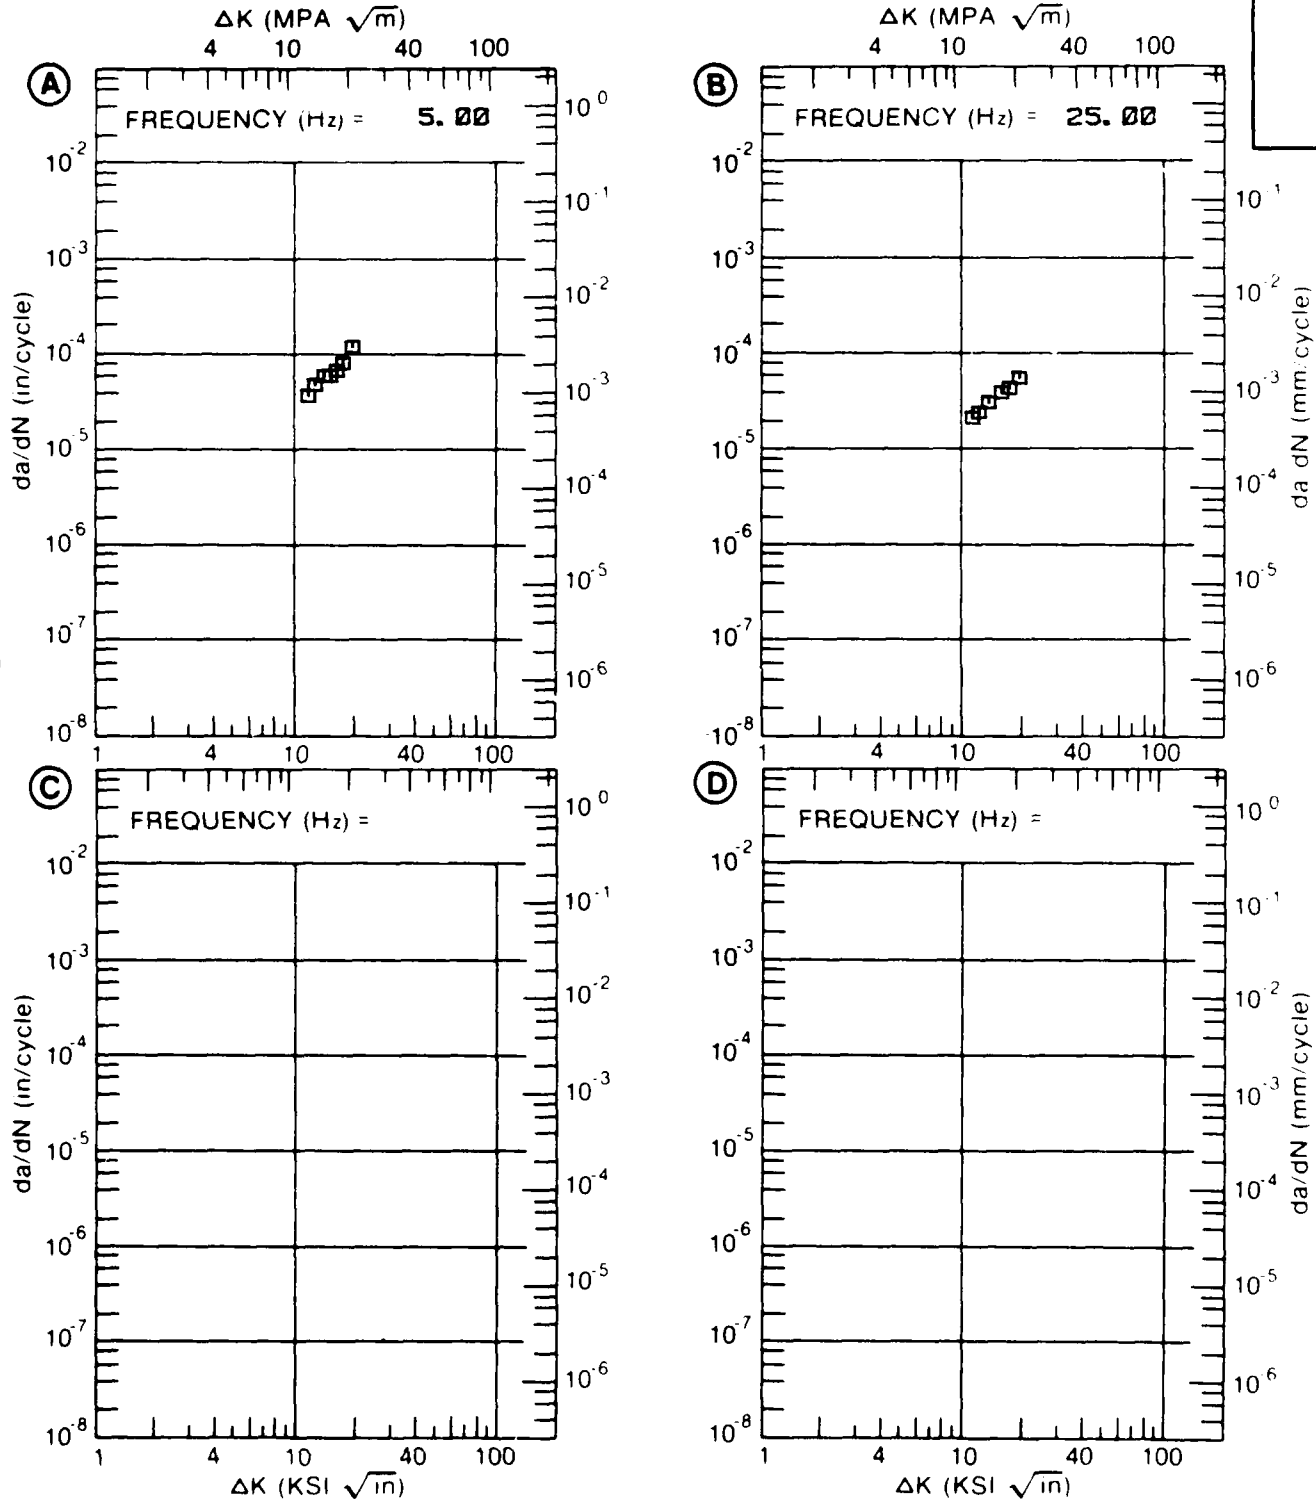 ΔK (MPA √m)
4 10 40 100
A
FREQUENCY (Hz) = 5.00
10⁰
10⁻²
10⁻¹
10⁻³
10⁻²
10⁻⁴
10⁻³
10⁻⁵
10⁻⁴
10⁻⁶
10⁻⁵
10⁻⁷
10⁻⁶
10⁻⁸
1 4 10 40 100
da/dN (in/cycle)
ΔK (MPA √m)
4 10 40 100
B
FREQUENCY (Hz) = 25.00
10⁻²
10⁻¹
10⁻³
10⁻²
10⁻⁴
10⁻³
10⁻⁵
10⁻⁴
10⁻⁶
10⁻⁵
10⁻⁷
10⁻⁶
10⁻⁸
1 4 10 40 100
da dN (mm/cycle)
C
FREQUENCY (Hz) =
10⁰
10⁻²
10⁻¹
10⁻³
10⁻²
10⁻⁴
10⁻³
10⁻⁵
10⁻⁴
10⁻⁶
10⁻⁵
10⁻⁷
10⁻⁶
10⁻⁸
1 4 10 40 100
da/dN (in/cycle)
ΔK (KSI √in)
D
FREQUENCY (Hz) =
10⁰
10⁻²
10⁻¹
10⁻³
10⁻²
10⁻⁴
10⁻³
10⁻⁵
10⁻⁴
10⁻⁶
10⁻⁵
10⁻⁷
10⁻⁶
10⁻⁸
1 4 10 40 100
da/dN (mm/cycle)
ΔK (KSI √in)